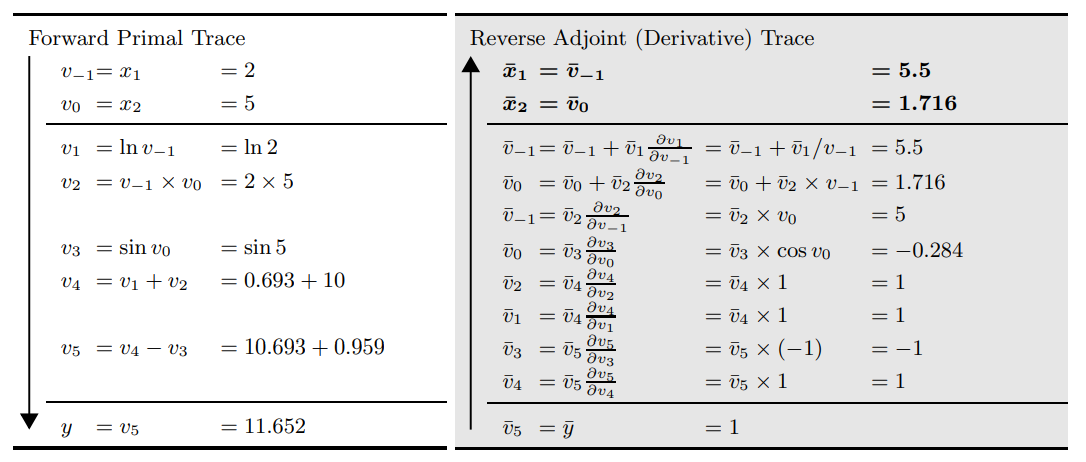 Forward Primal Trace
v₋₁ = x₁ = 2
v₀ = x₂ = 5
v₁ = ln v₋₁ = ln 2
v₂ = v₋₁ × v₀ = 2 × 5
v₃ = sin v₀ = sin 5
v₄ = v₁ + v₂ = 0.693 + 10
v₅ = v₄ − v₃ = 10.693 + 0.959
y = v₅ = 11.652
Reverse Adjoint (Derivative) Trace
x̄₁ = v̄₋₁ = 5.5
x̄₂ = v̄₀ = 1.716
v̄₋₁ = v̄₋₁ + v̄₁ ∂v₁/∂v₋₁ = v̄₋₁ + v̄₁/v₋₁ = 5.5
v̄₀ = v̄₀ + v̄₂ ∂v₂/∂v₀ = v̄₀ + v̄₂ × v₋₁ = 1.716
v̄₋₁ = v̄₂ ∂v₂/∂v₋₁ = v̄₂ × v₀ = 5
v̄₀ = v̄₃ ∂v₃/∂v₀ = v̄₃ × cos v₀ = −0.284
v̄₂ = v̄₄ ∂v₄/∂v₂ = v̄₄ × 1 = 1
v̄₁ = v̄₄ ∂v₄/∂v₁ = v̄₄ × 1 = 1
v̄₃ = v̄₅ ∂v₅/∂v₃ = v̄₅ × (−1) = −1
v̄₄ = v̄₅ ∂v₅/∂v₄ = v̄₅ × 1 = 1
v̄₅ = ȳ = 1